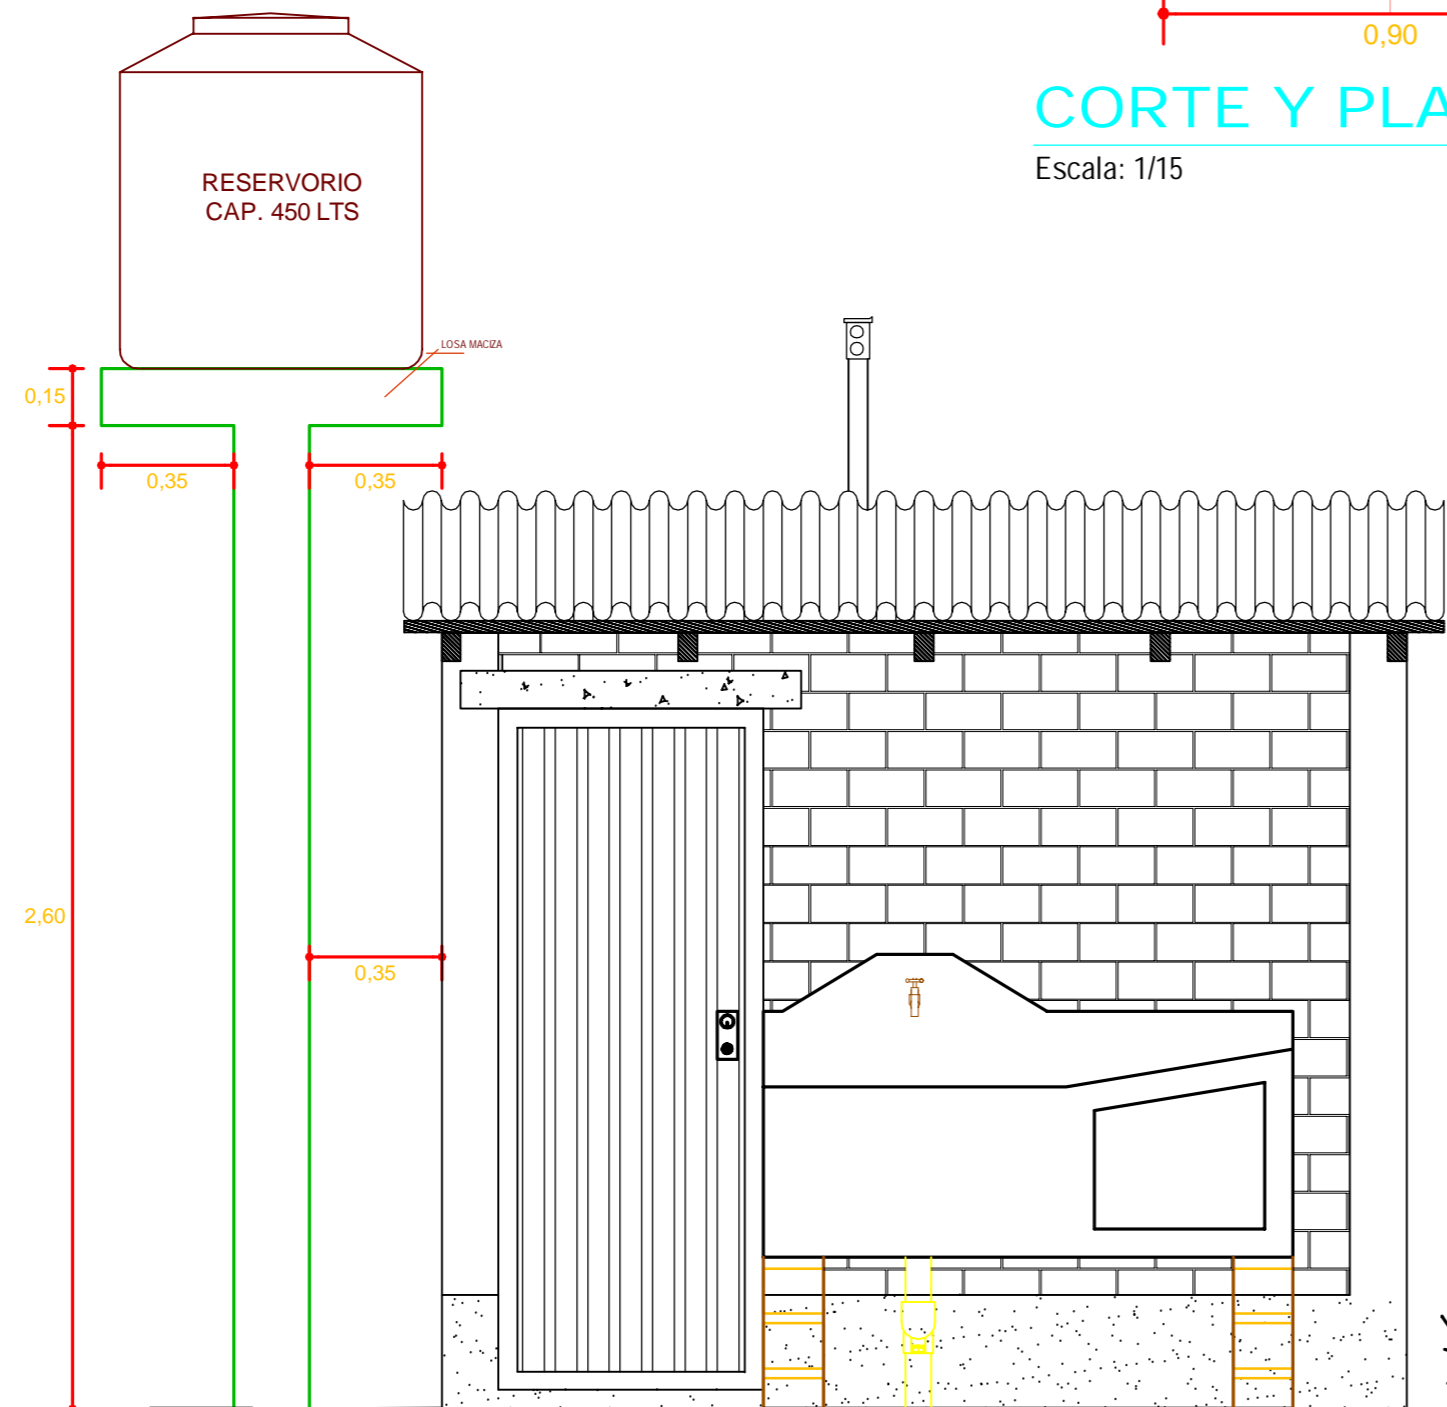 0,90
CORTE Y PLA
Escala: 1/15
RESERVORIO
CAP. 450 LTS
LOSA MACIZA
0,15
0,35
0,35
2,60
0,35